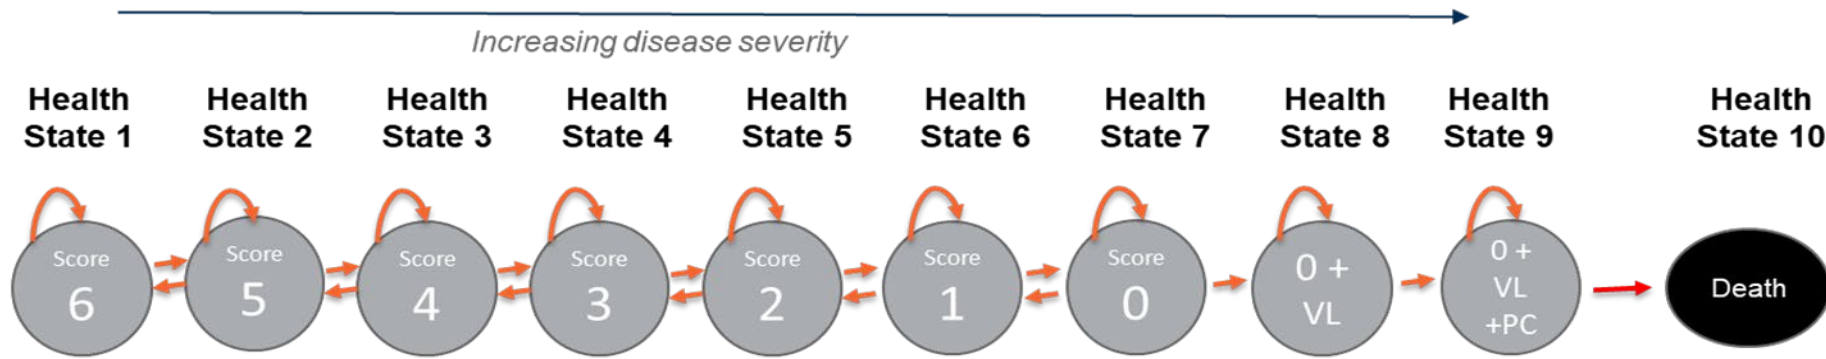 Increasing disease severity
Health State 1
Health State 2
Health State 3
Health State 4
Health State 5
Health State 6
Health State 7
Health State 8
Health State 9
Health State 10
Score
6
Score
5
Score
4
Score
3
Score
2
Score
1
Score
0
0 +
VL
0 +
VL
+PC
Death